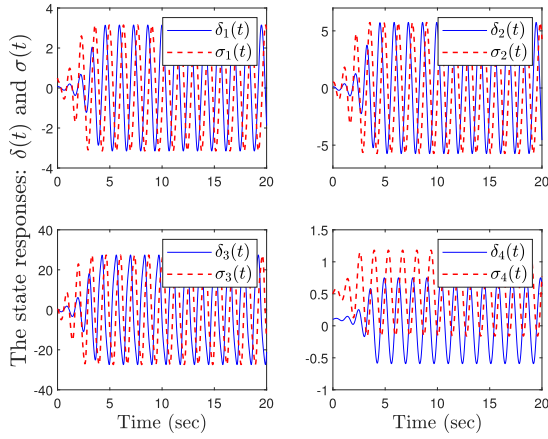 The state responses: δ(t) and σ(t)
4
2
0
-2
-4
0 5 10 15 20
δ₁(t)
σ₁(t)
5
0
-5
0 5 10 15 20
δ₂(t)
σ₂(t)
40
20
0
-20
-40
0 5 10 15 20
δ₃(t)
σ₃(t)
Time (sec)
1.5
1
0.5
0
-0.5
-1
0 5 10 15 20
δ₄(t)
σ₄(t)
Time (sec)